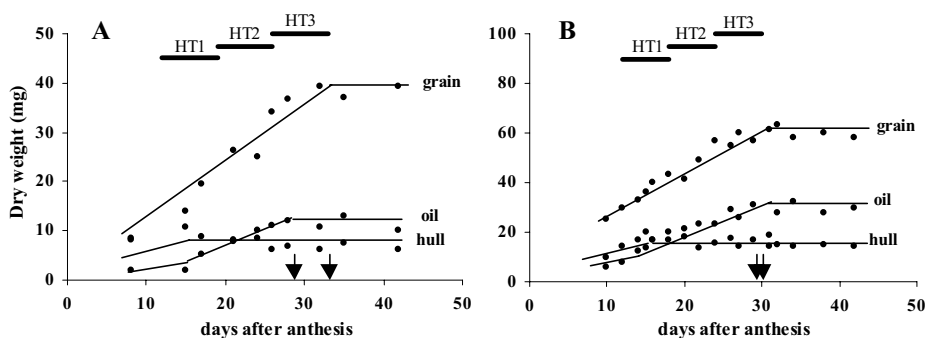 A
HT1
HT2
HT3
Dry weight (mg)
50
40
30
20
10
0
grain
oil
hull
0 10 20 30 40 50
days after anthesis
B
HT1
HT2
HT3
100
80
60
40
20
0
grain
oil
hull
0 10 20 30 40 50
days after anthesis